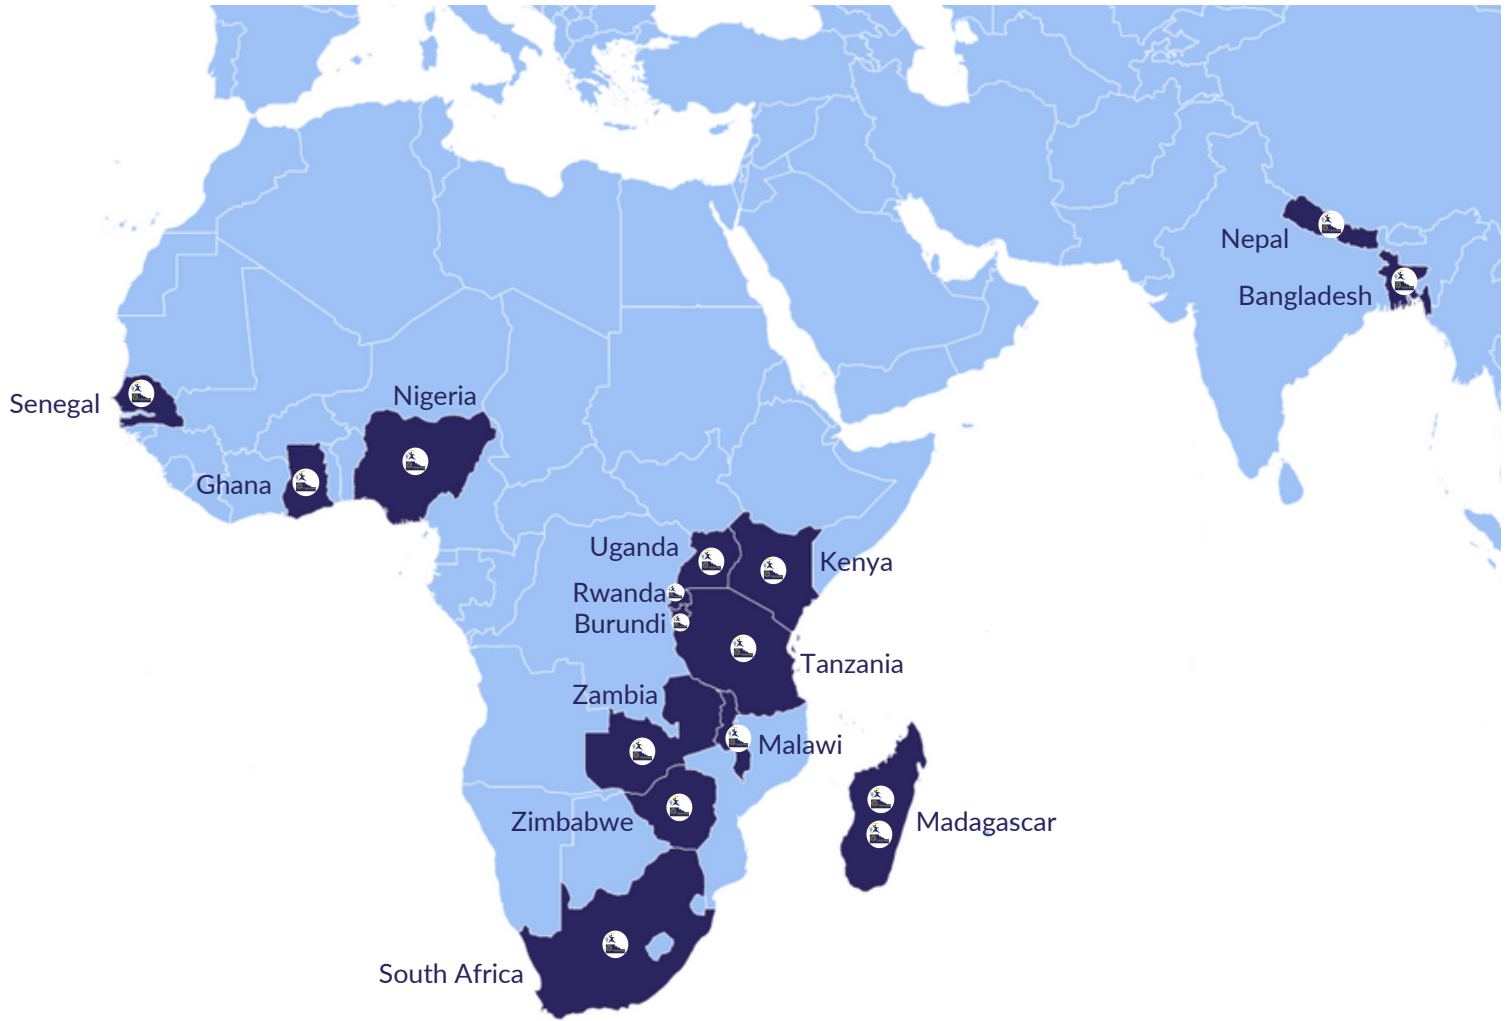 Nepal
Bangladesh
Senegal
Nigeria
Ghana
Uganda
Kenya
Rwanda
Burundi
Tanzania
Zambia
Malawi
Zimbabwe
Madagascar
South Africa